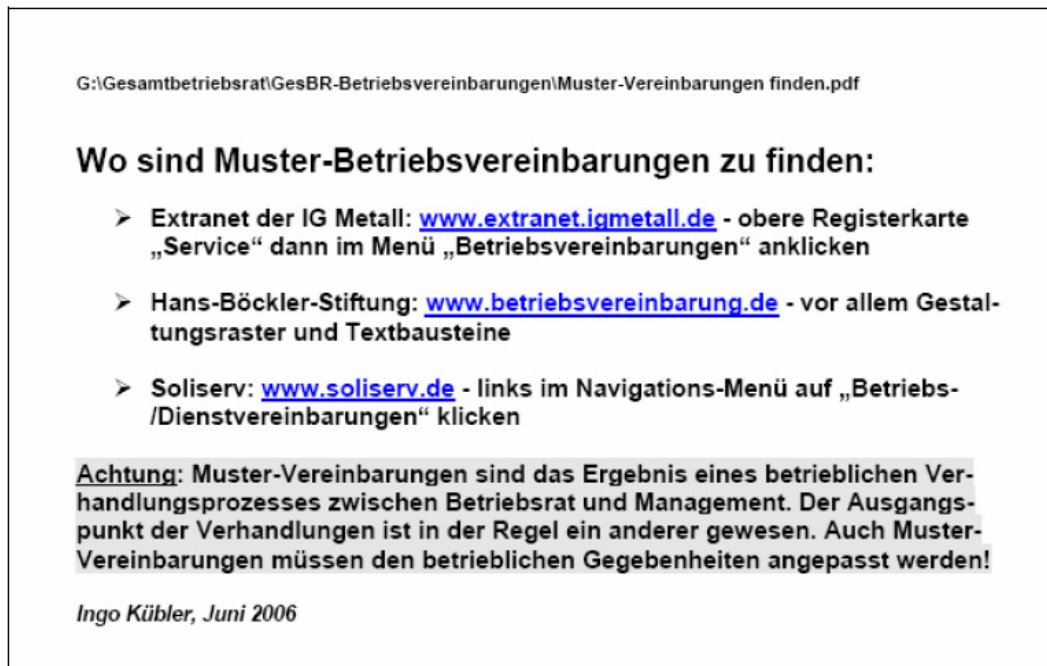 G:\Gesamtbetriebsrat\GesBR-Betriebsvereinbarungen\Muster-Vereinbarungen finden.pdf
Wo sind Muster-Betriebsvereinbarungen zu finden:
➢ Extranet der IG Metall: www.extranet.igmetall.de - obere Registerkarte
„Service“ dann im Menü „Betriebsvereinbarungen“ anklicken
➢ Hans-Böckler-Stiftung: www.betriebsvereinbarung.de - vor allem Gestal-
tungsraster und Textbausteine
➢ Soliserv: www.soliserv.de - links im Navigations-Menü auf „Betriebs-
/Dienstvereinbarungen“ klicken
Achtung: Muster-Vereinbarungen sind das Ergebnis eines betrieblichen Ver-
handlungsprozesses zwischen Betriebsrat und Management. Der Ausgangs-
punkt der Verhandlungen ist in der Regel ein anderer gewesen. Auch Muster-
Vereinbarungen müssen den betrieblichen Gegebenheiten angepasst werden!
Ingo Kübler, Juni 2006